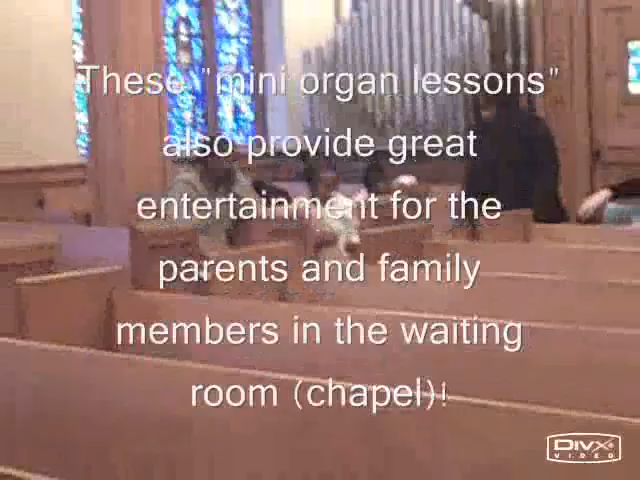 These "mini organ lessons"
also provide great
entertainment for the
parents and family
members in the waiting
room (chapel)!
DIVX
VIDEO